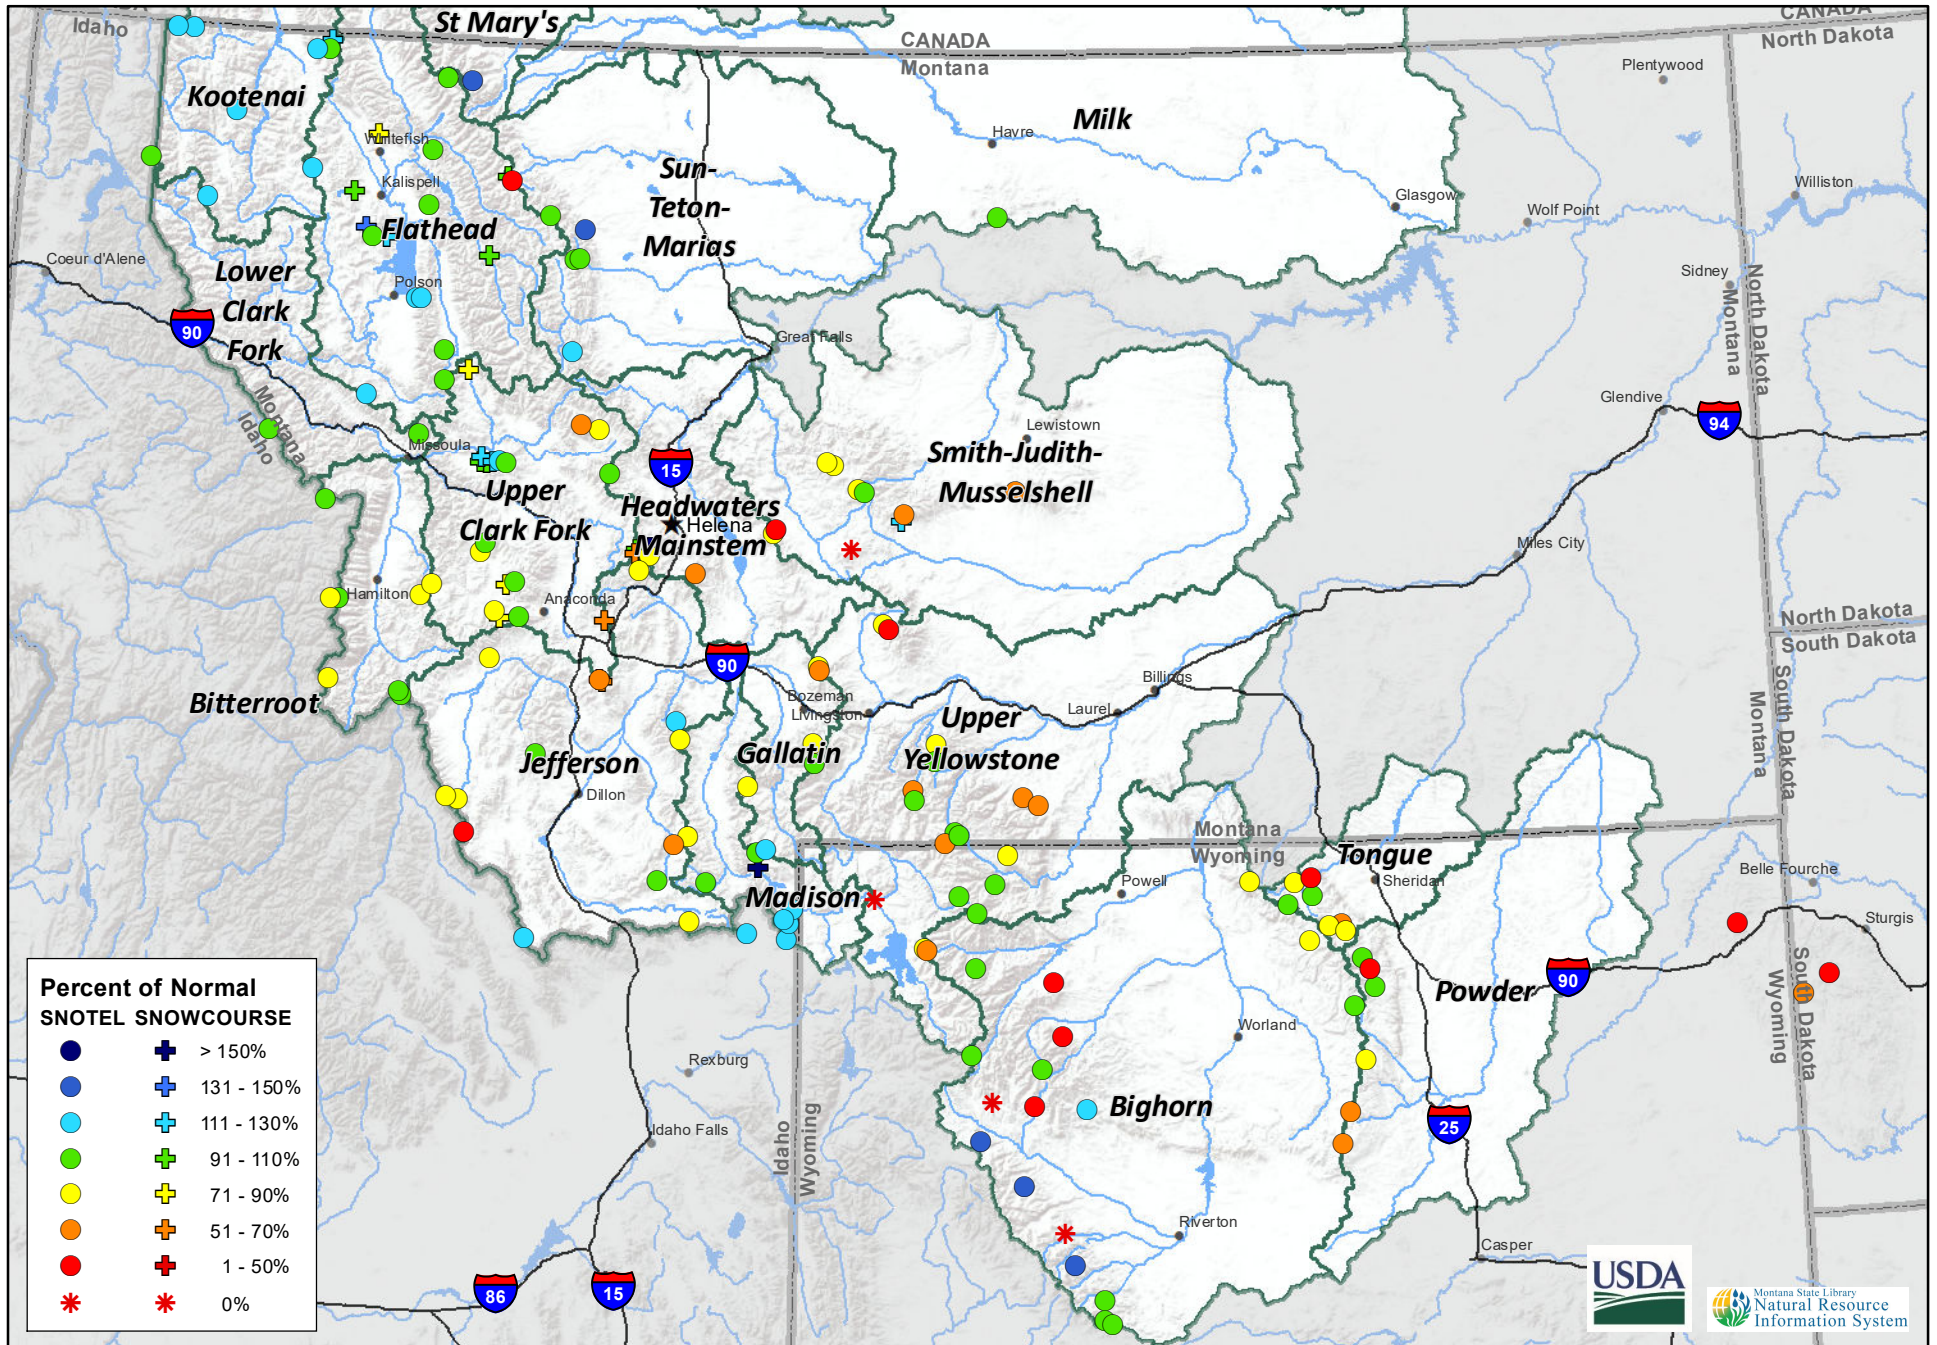 Idaho
St Mary's
CANADA
Montana
CANADA
North Dakota
Plentywood
Kootenai
Milk
Havre
Whitefish
Kalispell
Sun-
Teton-
Marias
Glasgow
Wolf Point
Williston
Flathead
Coeur d'Alene
Lower
Clark
Fork
Polson
90
Sidney
North Dakota
Montana
Great Falls
Glendive
94
Montana
Idaho
Missoula
Lewistown
Smith-Judith-
Musselshell
15
Upper
Clark Fork
Headwaters
Mainstem
Helena
Miles City
Hamilton
Anaconda
North Dakota
South Dakota
90
Bitterroot
Bozeman
Livingston
Billings
Laurel
Upper
Yellowstone
South Dakota
Montana
Jefferson
Gallatin
Dillon
Montana
Wyoming
Tongue
Sheridan
Powell
Belle Fourche
Sturgis
Madison
Percent of Normal
SNOTEL SNOWCOURSE
> 150%
131 - 150%
111 - 130%
91 - 110%
71 - 90%
51 - 70%
1 - 50%
0%
Powder
90
South Dakota
Wyoming
Worland
Rexburg
Idaho Falls
Idaho
Wyoming
Bighorn
25
Riverton
Casper
86
15
USDA
Montana State Library
Natural Resource
Information System